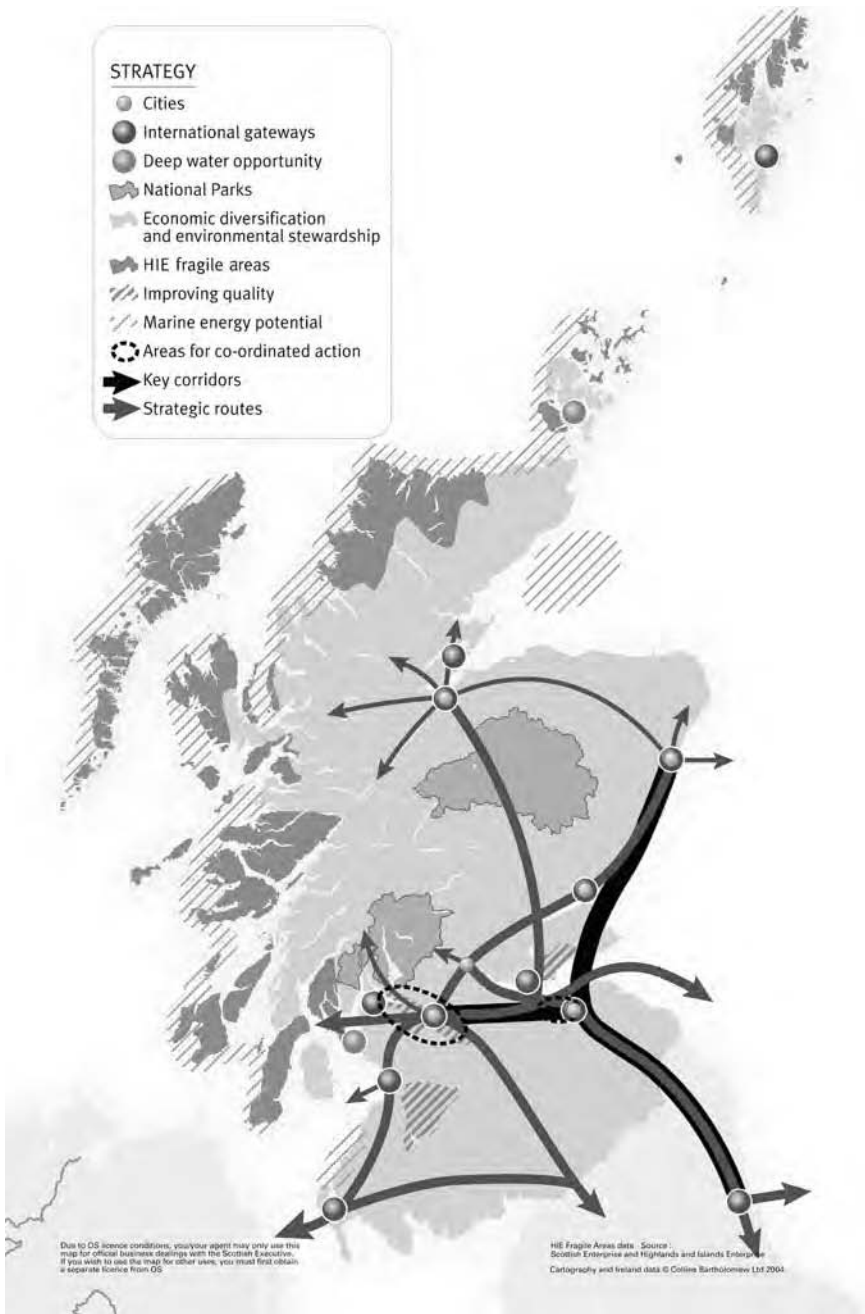 STRATEGY
Cities
International gateways
Deep water opportunity
National Parks
Economic diversification
and environmental stewardship
HIE fragile areas
Improving quality
Marine energy potential
Areas for co-ordinated action
Key corridors
Strategic routes
Due to OS licence conditions, you/your agent may only use this
map for official business dealings with the Scottish Executive.
If you wish to use the map for other uses, you must first obtain
a separate licence from OS
HIE Fragile Areas data Source :
Scottish Enterprise and Highlands and Islands Enterprise
Cartography and Ireland data © Collins Bartholomew Ltd 2004